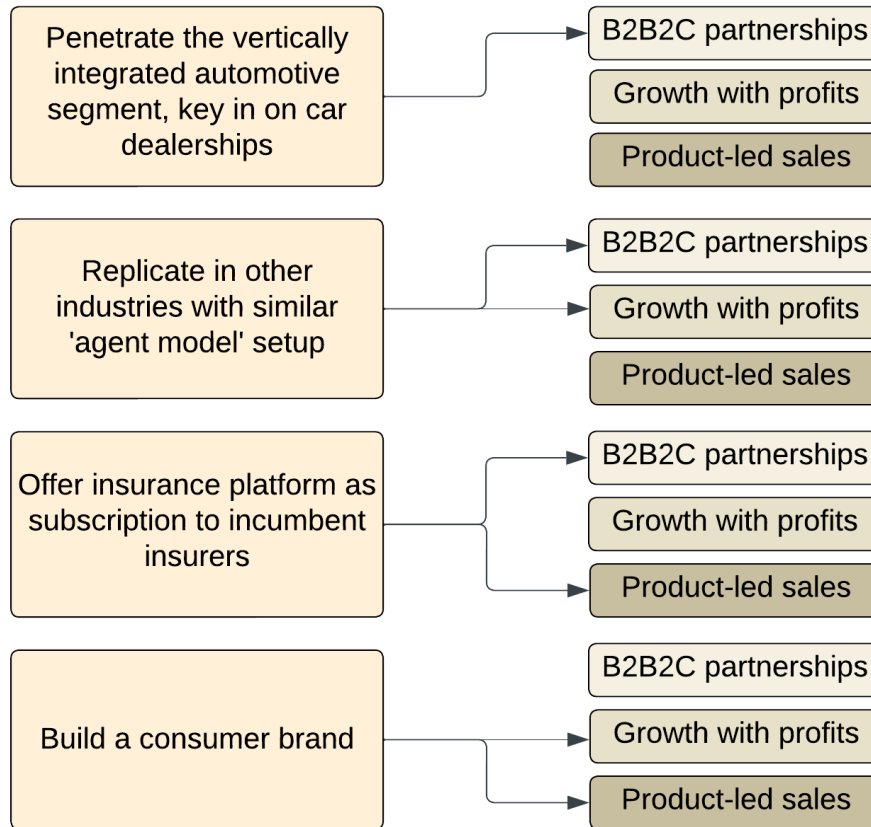 Penetrate the vertically
integrated automotive
segment, key in on car
dealerships
B2B2C partnerships
Growth with profits
Product-led sales
Replicate in other
industries with similar
'agent model' setup
B2B2C partnerships
Growth with profits
Product-led sales
Offer insurance platform as
subscription to incumbent
insurers
B2B2C partnerships
Growth with profits
Product-led sales
Build a consumer brand
B2B2C partnerships
Growth with profits
Product-led sales